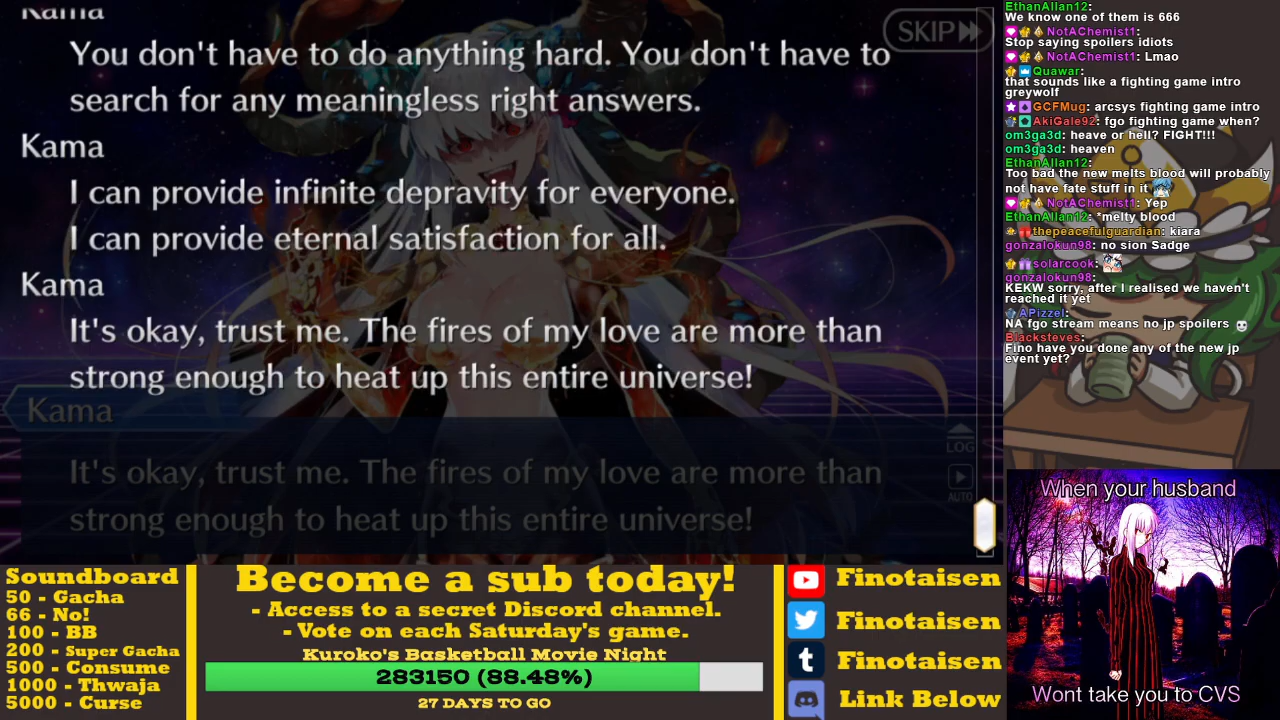 Kama
You don't have to do anything hard. You don't have to
search for any meaningless right answers.
Kama
I can provide infinite depravity for everyone.
I can provide eternal satisfaction for all.
Kama
It's okay, trust me. The fires of my love are more than
strong enough to heat up this entire universe!
Kama
It's okay, trust me. The fires of my love are more than
strong enough to heat up this entire universe!
SKIP
LOG
AUTO
EthanAllan12:
We know one of them is 666
NotAChemist1:
Stop saying spoilers idiots
NotAChemist1: Lmao
Quawar:
that sounds like a fighting game intro
greywolf
GCFMug: arcsys fighting game intro
AkiGale92: fgo fighting game when?
om3ga3d: heave or hell? FIGHT!!!
om3ga3d: heaven
EthanAllan12:
Too bad the new melts blood will probably
not have fate stuff in it
NotAChemist1: Yep
EthanAllan12: *melty blood
thepeacefulguardian: kiara
gonzalokun98: no sion Sadge
solarcook:
gonzalokun98:
KEKW sorry, after I realised we haven't
reached it yet
APizzel:
NA fgo stream means no jp spoilers
Blacksteves:
Fino have you done any of the new jp
event yet?
When your husband
Wont take you to CVS
Soundboard
50 - Gacha
66 - No!
100 - BB
200 - Super Gacha
500 - Consume
1000 - Thwaja
5000 - Curse
Become a sub today!
- Access to a secret Discord channel.
- Vote on each Saturday's game.
Kuroko's Basketball Movie Night
283150 (88.48%)
27 DAYS TO GO
Finotaisen
Finotaisen
Finotaisen
Link Below